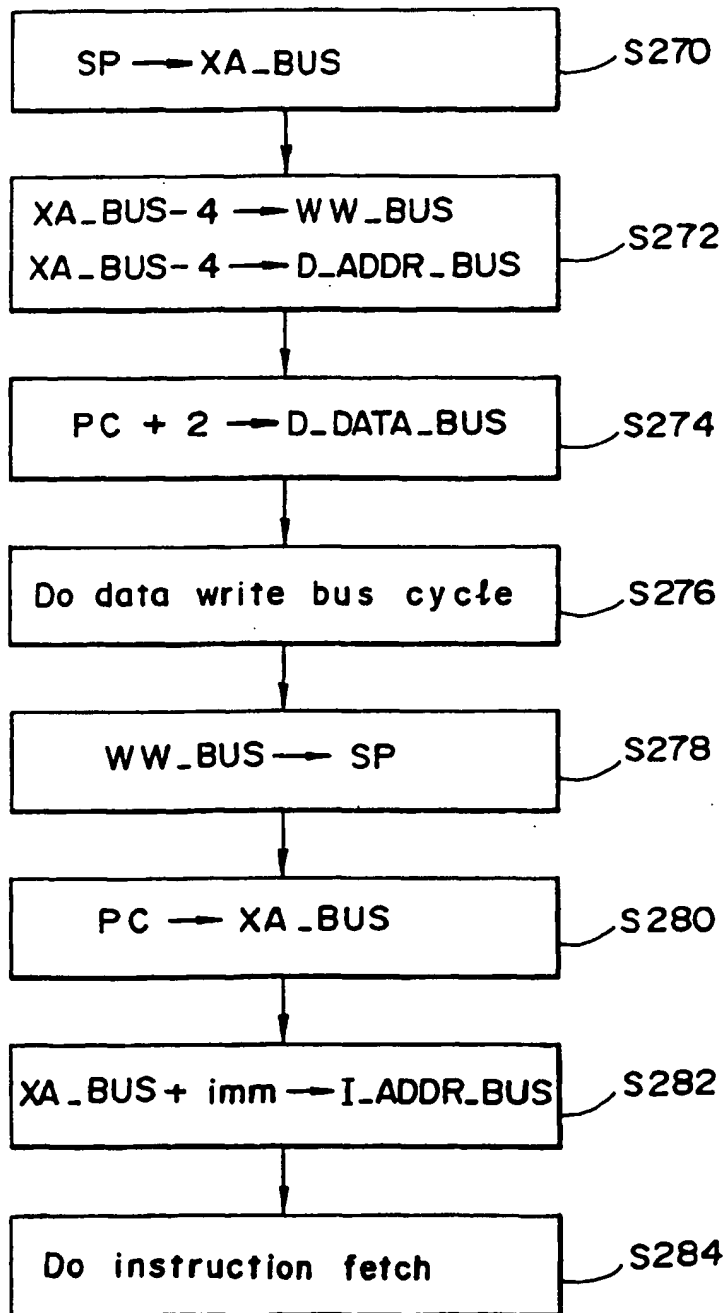 SP → XA_BUS
S270
XA_BUS-4 → WW_BUS
XA_BUS-4 → D_ADDR_BUS
S272
PC + 2 → D_DATA_BUS
S274
Do data write bus cycle
S276
WW_BUS → SP
S278
PC → XA_BUS
S280
XA_BUS + imm → I_ADDR_BUS
S282
Do instruction fetch
S284